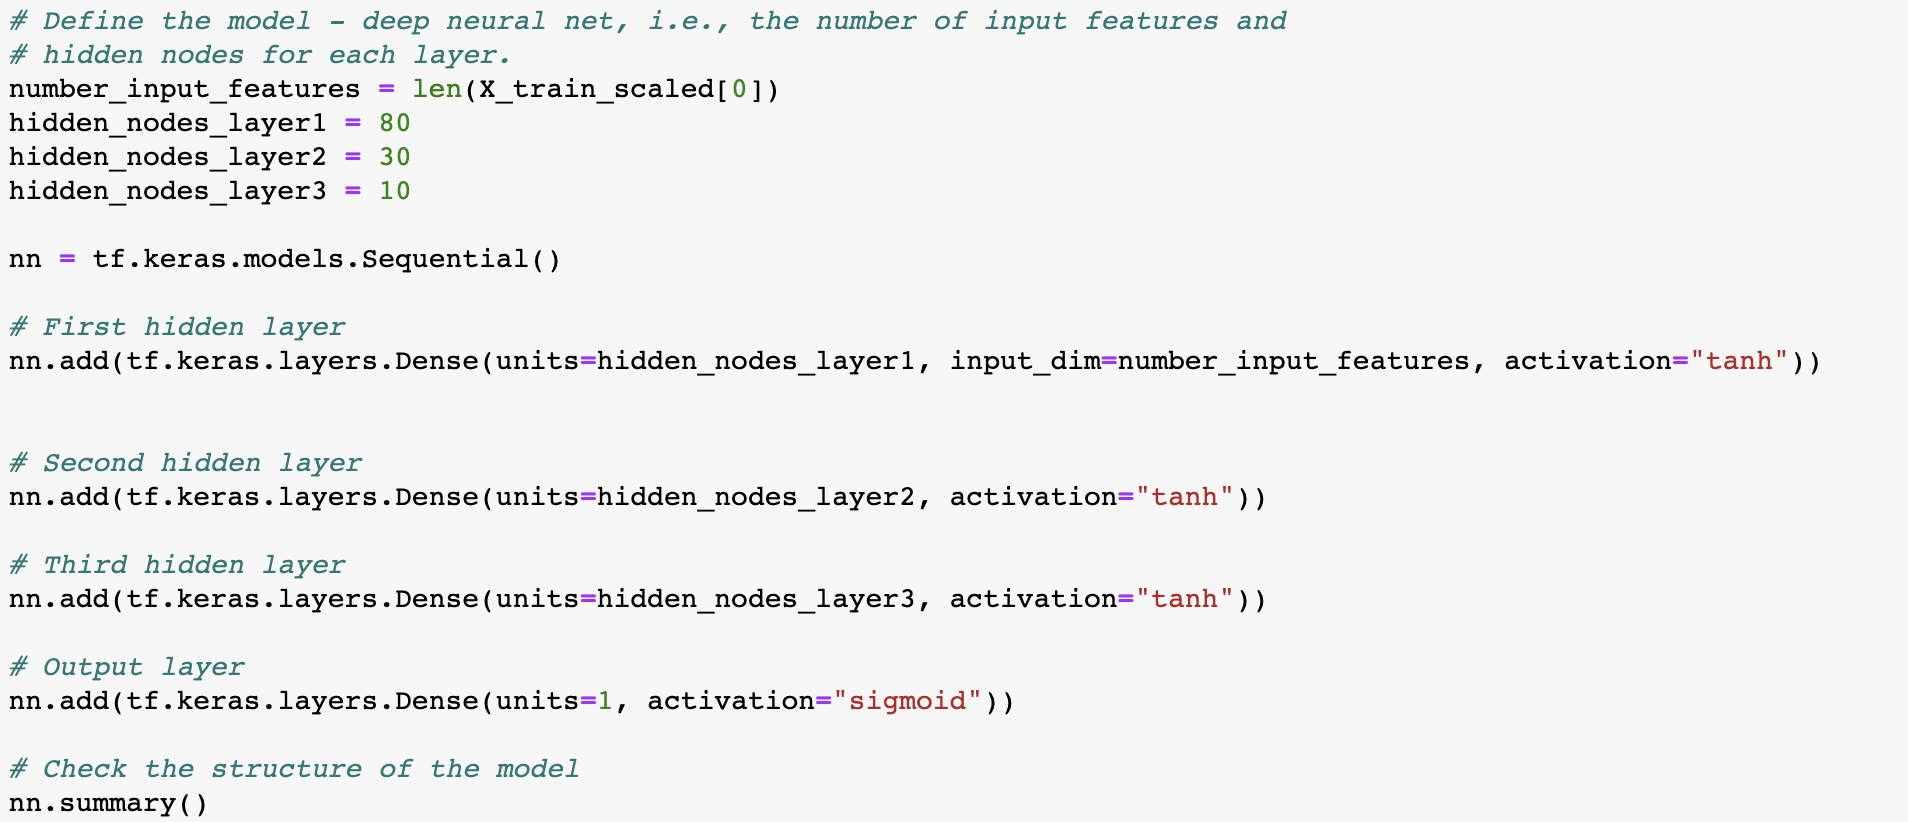 # Define the model - deep neural net, i.e., the number of input features and
# hidden nodes for each layer.
number_input_features = len(X_train_scaled[0])
hidden_nodes_layer1 = 80
hidden_nodes_layer2 = 30
hidden_nodes_layer3 = 10
nn = tf.keras.models.Sequential()
# First hidden layer
nn.add(tf.keras.layers.Dense(units=hidden_nodes_layer1, input_dim=number_input_features, activation="tanh"))
# Second hidden layer
nn.add(tf.keras.layers.Dense(units=hidden_nodes_layer2, activation="tanh"))
# Third hidden layer
nn.add(tf.keras.layers.Dense(units=hidden_nodes_layer3, activation="tanh"))
# Output layer
nn.add(tf.keras.layers.Dense(units=1, activation="sigmoid"))
# Check the structure of the model
nn.summary()